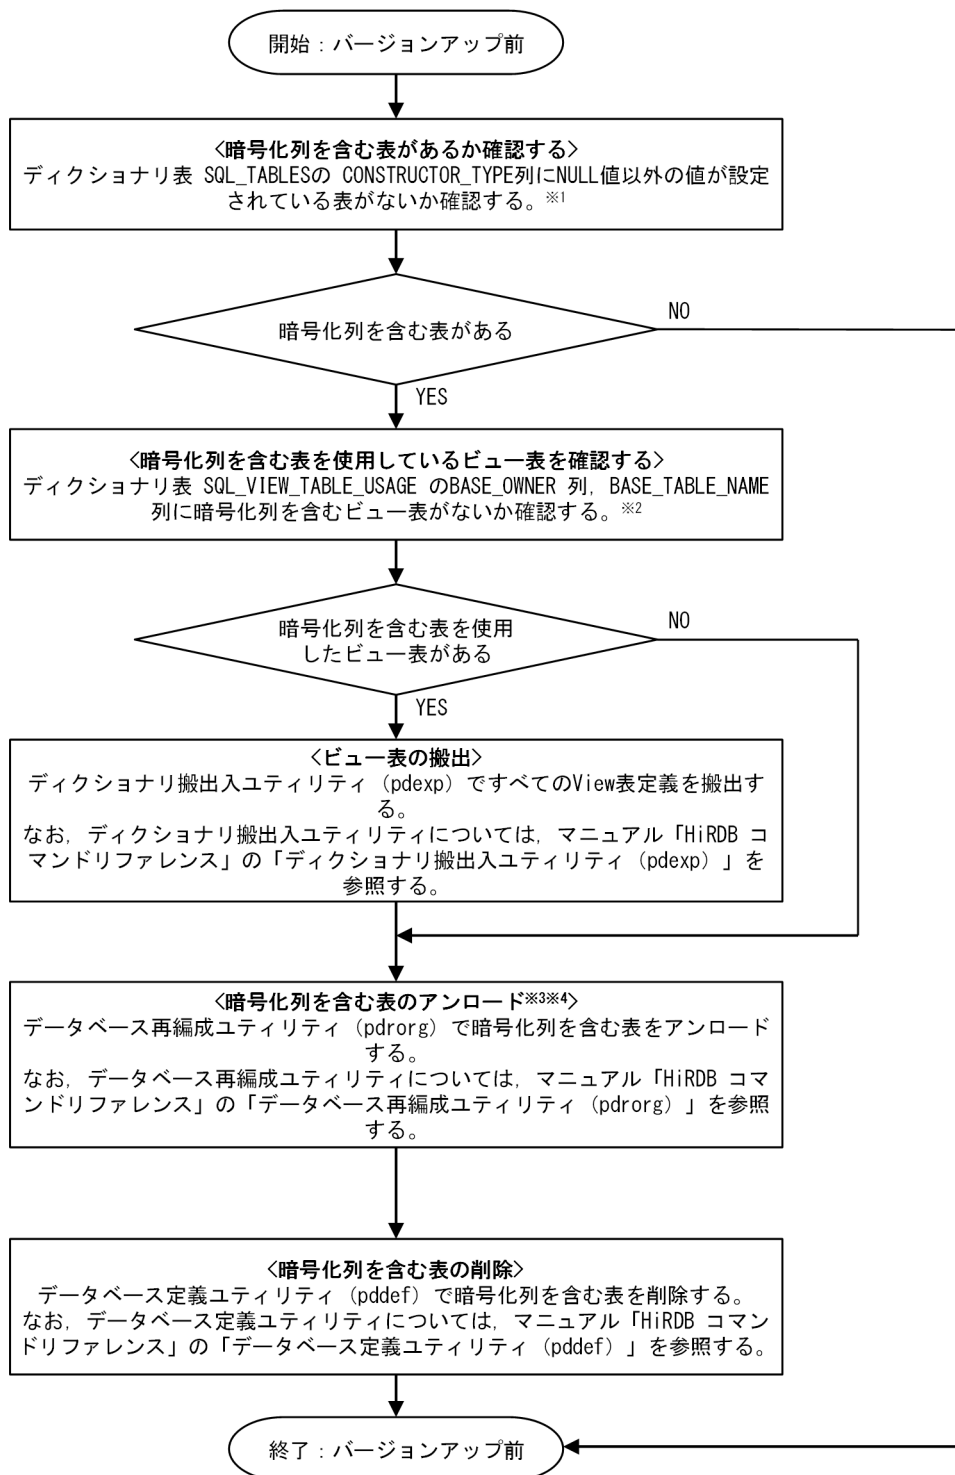 開始：バージョンアップ前
<暗号化列を含む表があるか確認する>
ディクショナリ表 SQL_TABLESの CONSTRUCTOR_TYPE列にNULL値以外の値が設定
されている表がないか確認する。※1
暗号化列を含む表がある
NO
YES
<暗号化列を含む表を使用しているビュー表を確認する>
ディクショナリ表 SQL_VIEW_TABLE_USAGE のBASE_OWNER 列，BASE_TABLE_NAME
列に暗号化列を含むビュー表がないか確認する。※2
暗号化列を含む表を使用
したビュー表がある
NO
YES
<ビュー表の搬出>
ディクショナリ搬出入ユティリティ（pdexp）ですべてのView表定義を搬出す
る。
なお，ディクショナリ搬出入ユティリティについては，マニュアル「HiRDB コ
マンドリファレンス」の「ディクショナリ搬出入ユティリティ（pdexp）」を
参照する。
<暗号化列を含む表のアンロード※3※4>
データベース再編成ユティリティ（pdrorg）で暗号化列を含む表をアンロード
する。
なお，データベース再編成ユティリティについては，マニュアル「HiRDB コマ
ンドリファレンス」の「データベース再編成ユティリティ（pdrorg）」を参照
する。
<暗号化列を含む表の削除>
データベース定義ユティリティ（pddef）で暗号化列を含む表を削除する。
なお，データベース定義ユティリティについては，マニュアル「HiRDB コマン
ドリファレンス」の「データベース定義ユティリティ（pddef）」を参照する。
終了：バージョンアップ前